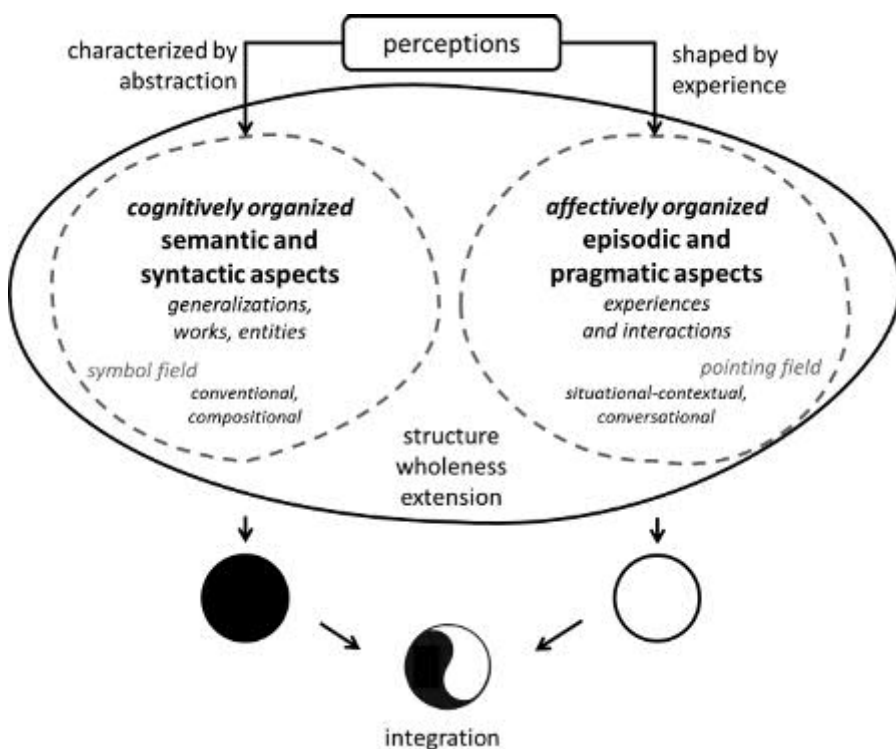 perceptions
characterized by
abstraction
shaped by
experience
cognitively organized
semantic and
syntactic aspects
generalizations,
works, entities
symbol field
conventional,
compositional
affectively organized
episodic and
pragmatic aspects
experiences
and interactions
pointing field
situational-contextual,
conversational
structure
wholeness
extension
integration